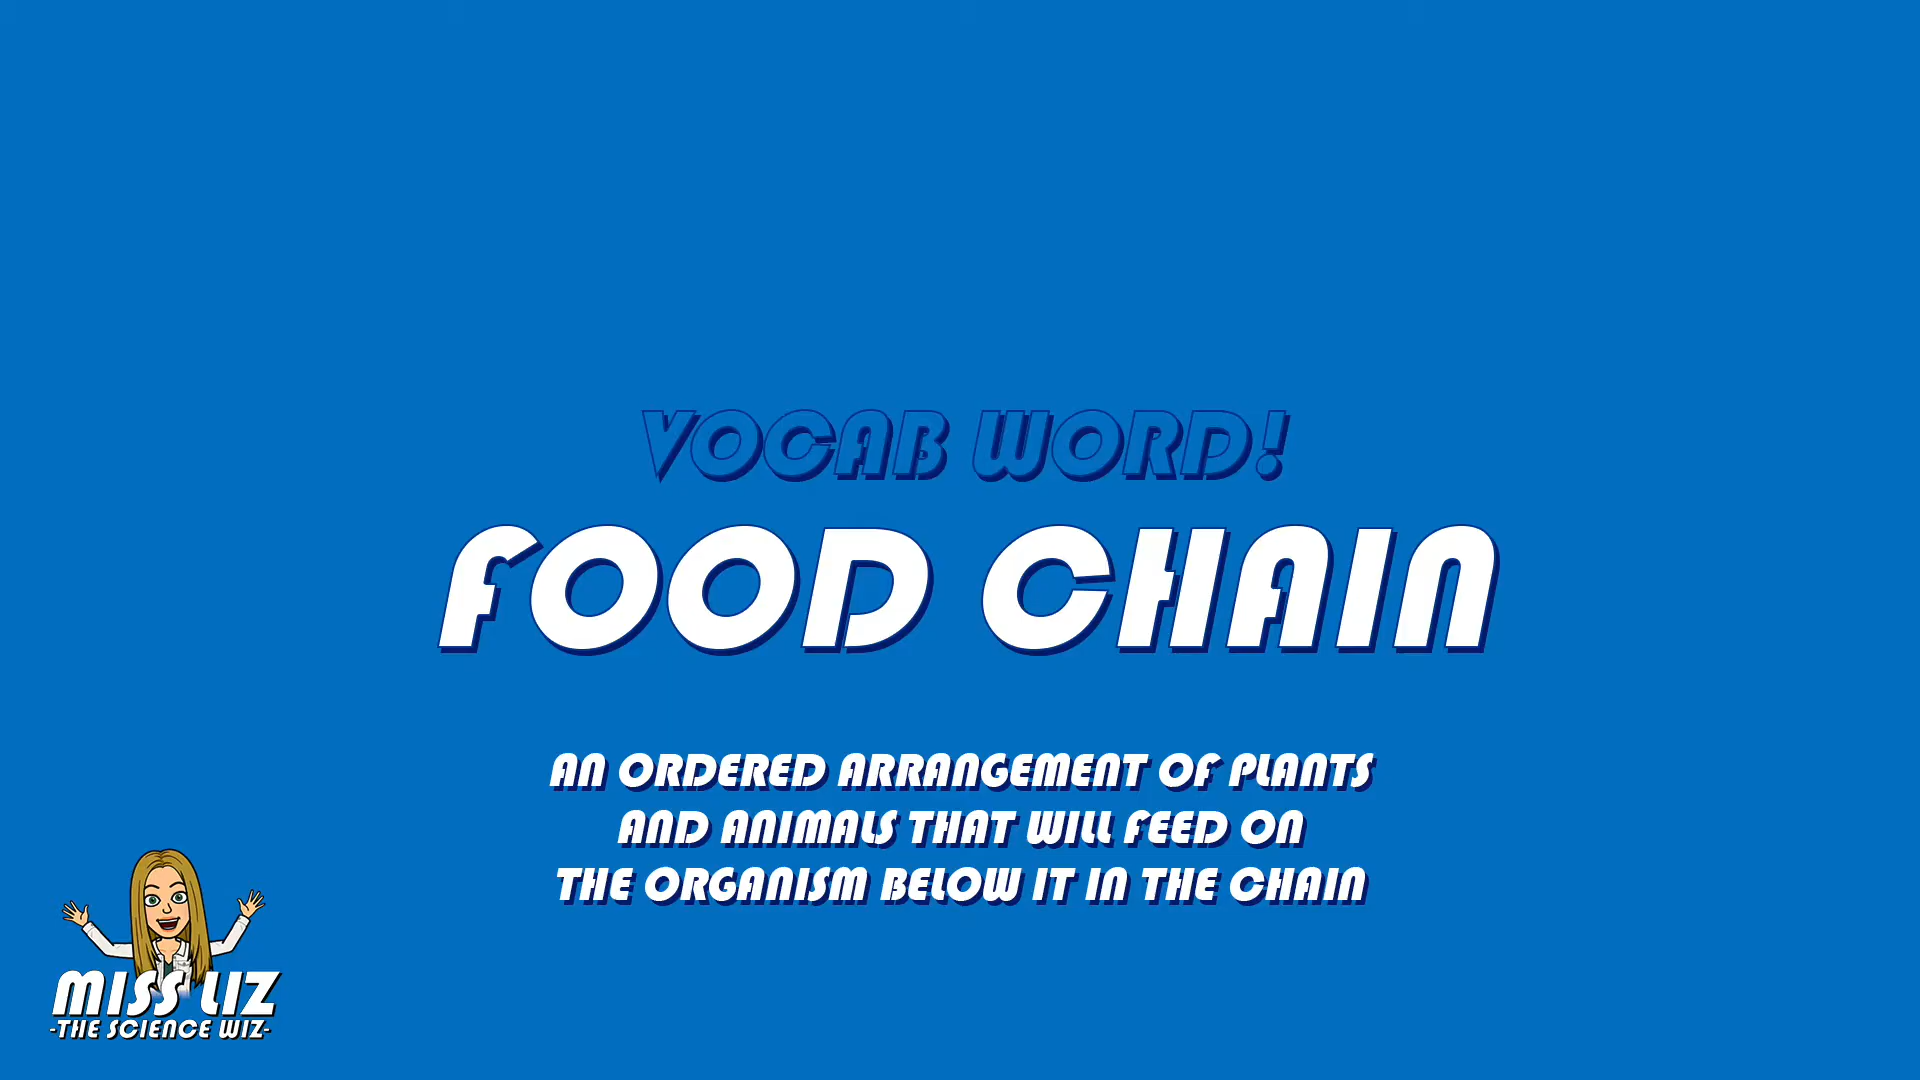 VOCAB WORD!
FOOD CHAIN
AN ORDERED ARRANGEMENT OF PLANTS
AND ANIMALS THAT WILL FEED ON
THE ORGANISM BELOW IT IN THE CHAIN
MISS LIZ
-THE SCIENCE WIZ-